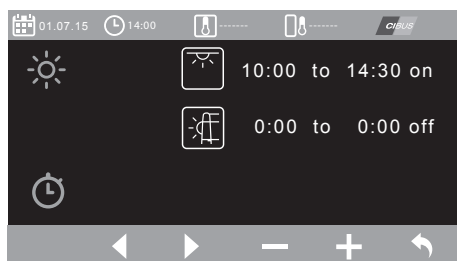 01.07.15 14:00 ------- ------- CIBUS
10:00 to 14:30 on
0:00 to 0:00 off